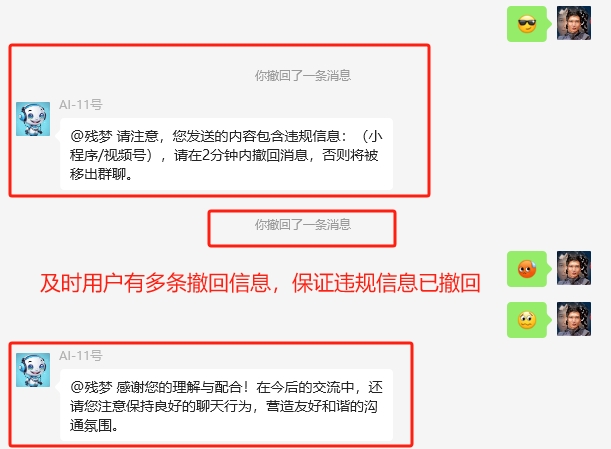 你撤回了一条消息
AI-11号
@残梦 请注意，您发送的内容包含违规信息：（小
程序/视频号），请在2分钟内撤回消息，否则将被
移出群聊。
你撤回了一条消息
及时用户有多条撤回信息，保证违规信息已撤回
AI-11号
@残梦 感谢您的理解与配合！在今后的交流中，还
请您注意保持良好的聊天行为，营造友好和谐的沟
通氛围。